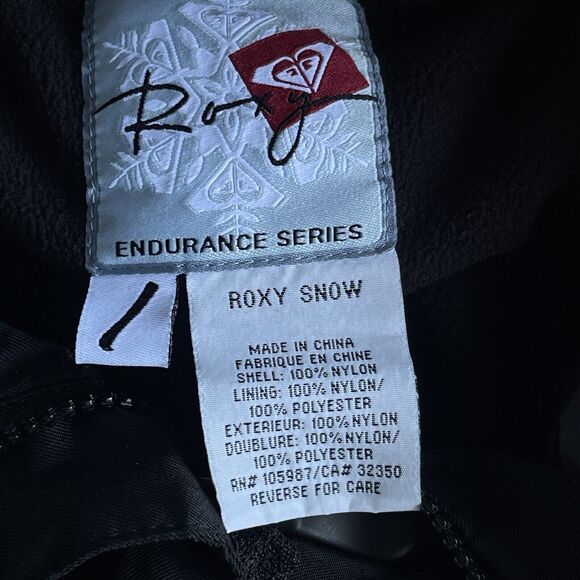 Roxy
ENDURANCE SERIES
1
ROXY SNOW
MADE IN CHINA
FABRIQUE EN CHINE
SHELL: 100% NYLON
LINING: 100% NYLON/
100% POLYESTER
EXTERIEUR: 100% NYLON
DOUBLURE: 100% NYLON/
100% POLYESTER
RN# 105987/CA# 32350
REVERSE FOR CARE